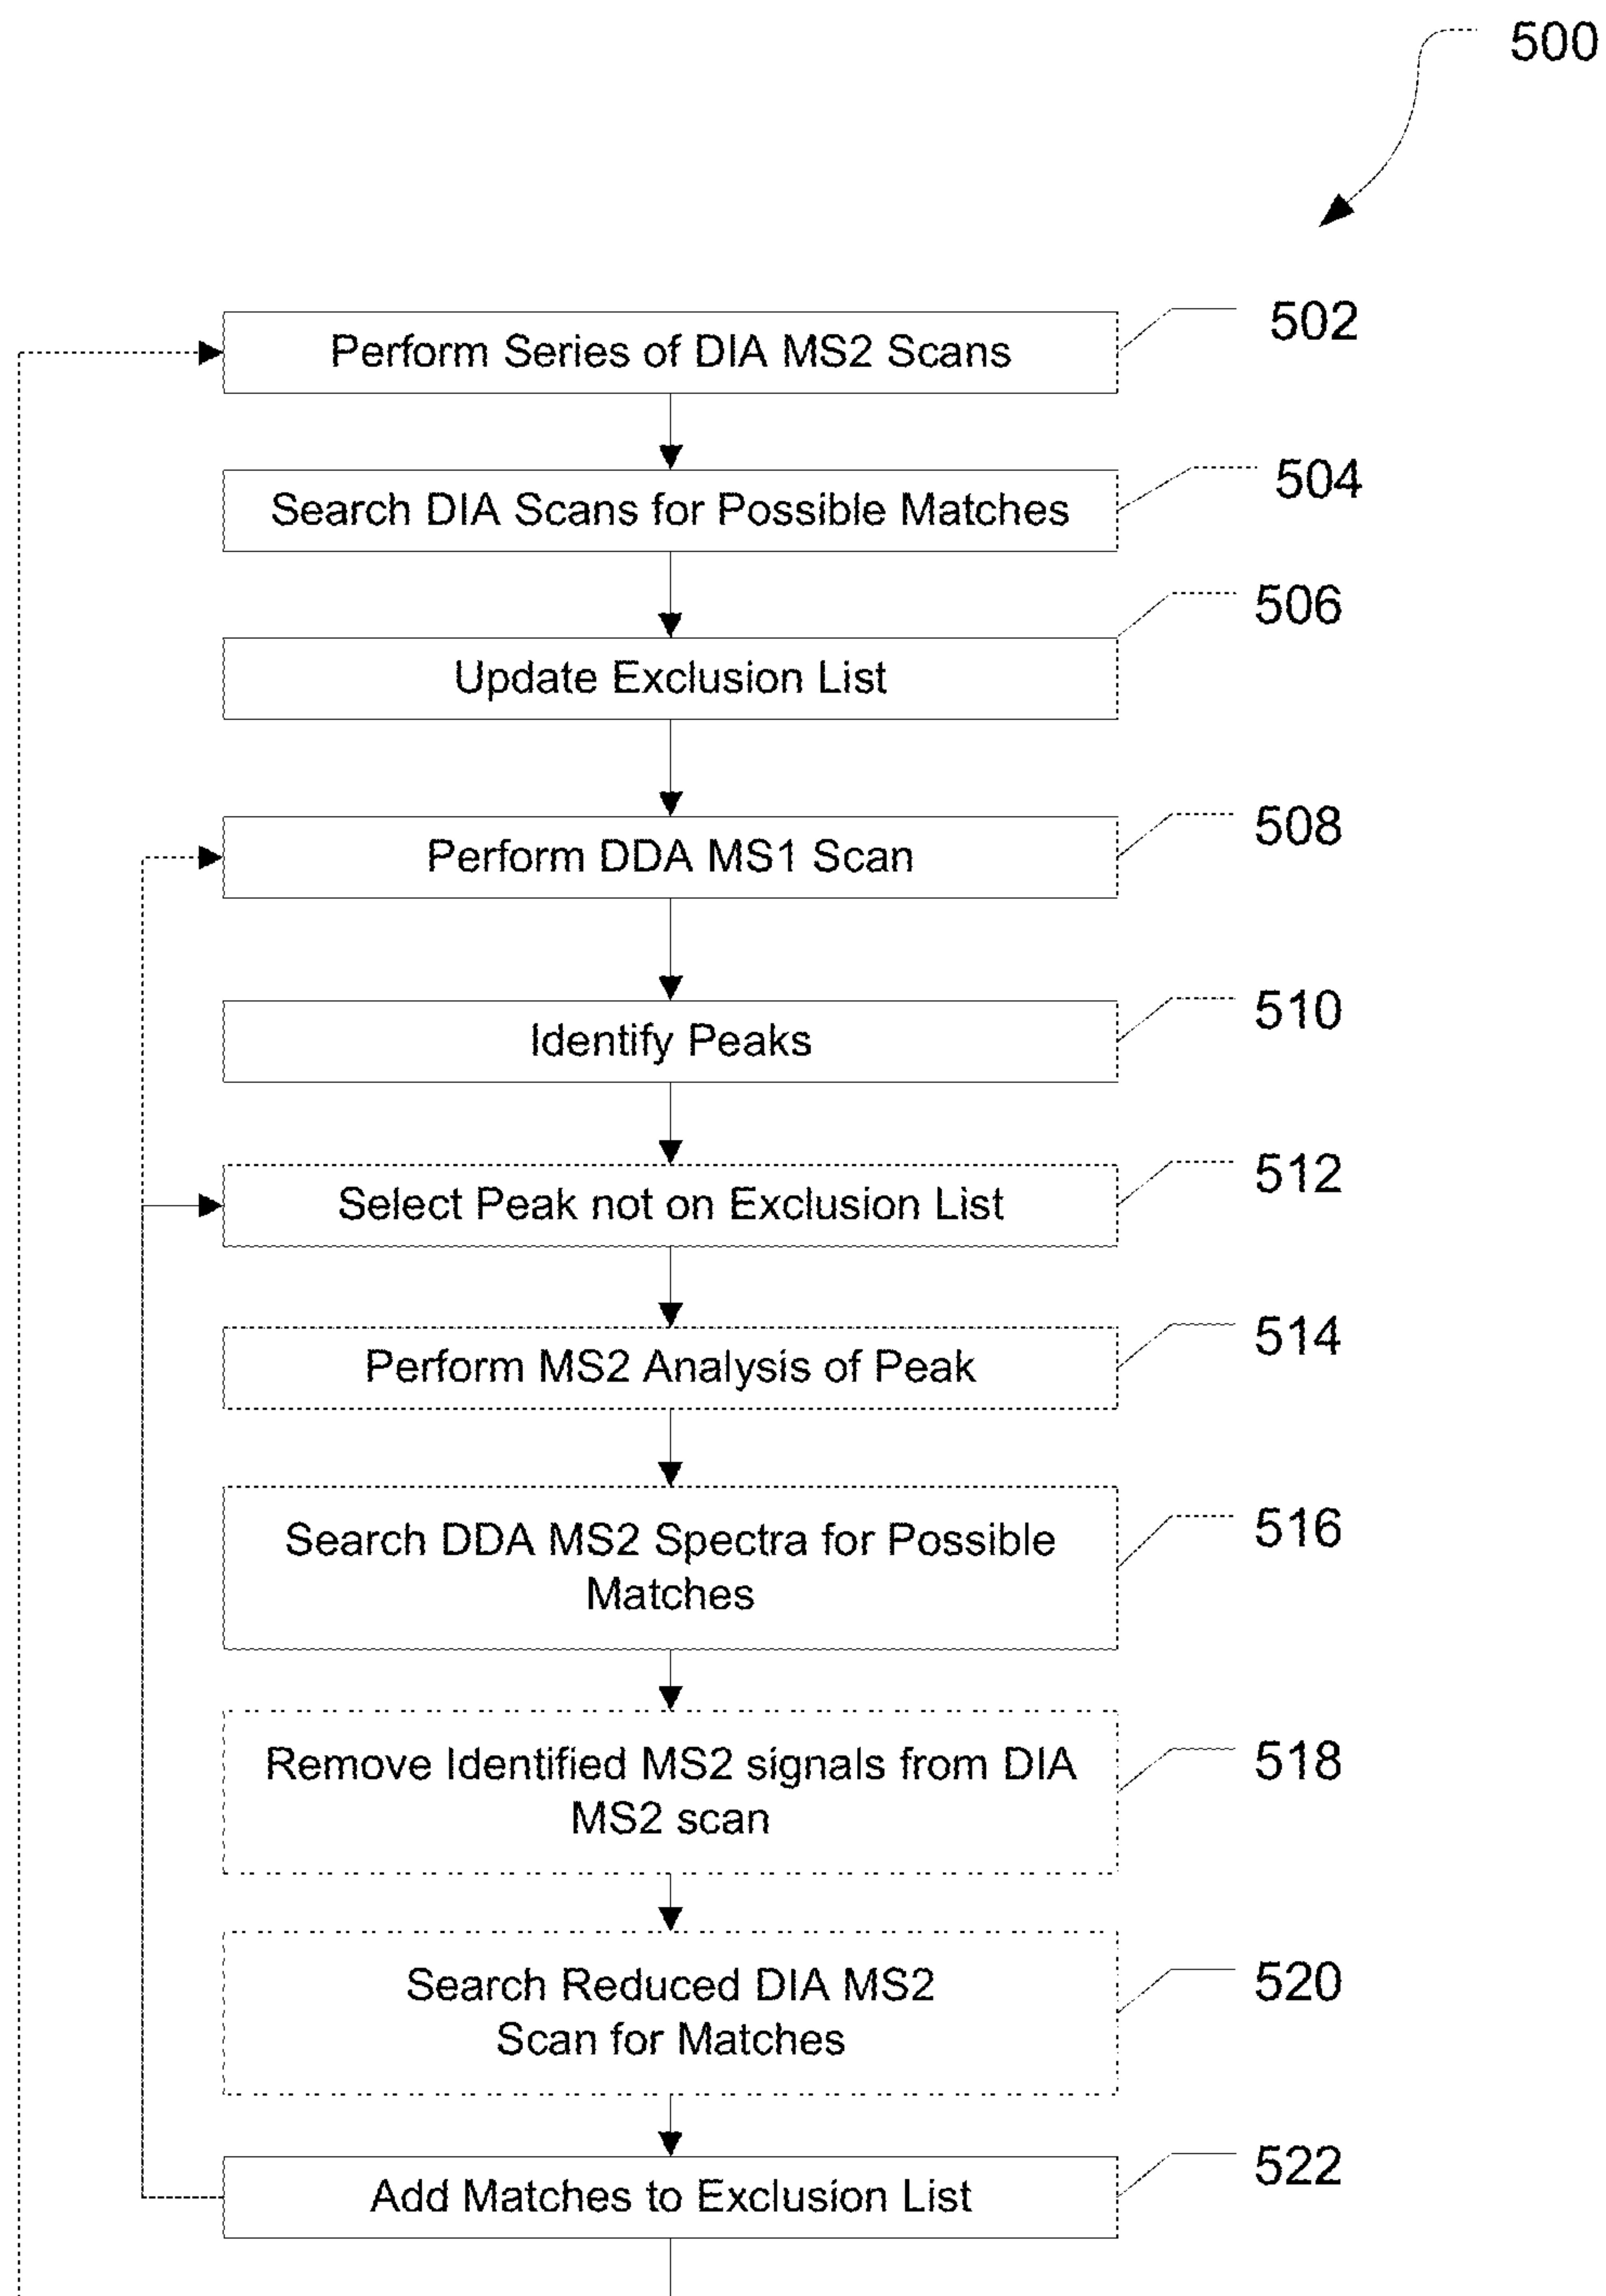 500
Perform Series of DIA MS2 Scans
502
Search DIA Scans for Possible Matches
504
Update Exclusion List
506
Perform DDA MS1 Scan
508
Identify Peaks
510
Select Peak not on Exclusion List
512
Perform MS2 Analysis of Peak
514
Search DDA MS2 Spectra for Possible
Matches
516
Remove Identified MS2 signals from DIA
MS2 scan
518
Search Reduced DIA MS2
Scan for Matches
520
Add Matches to Exclusion List
522